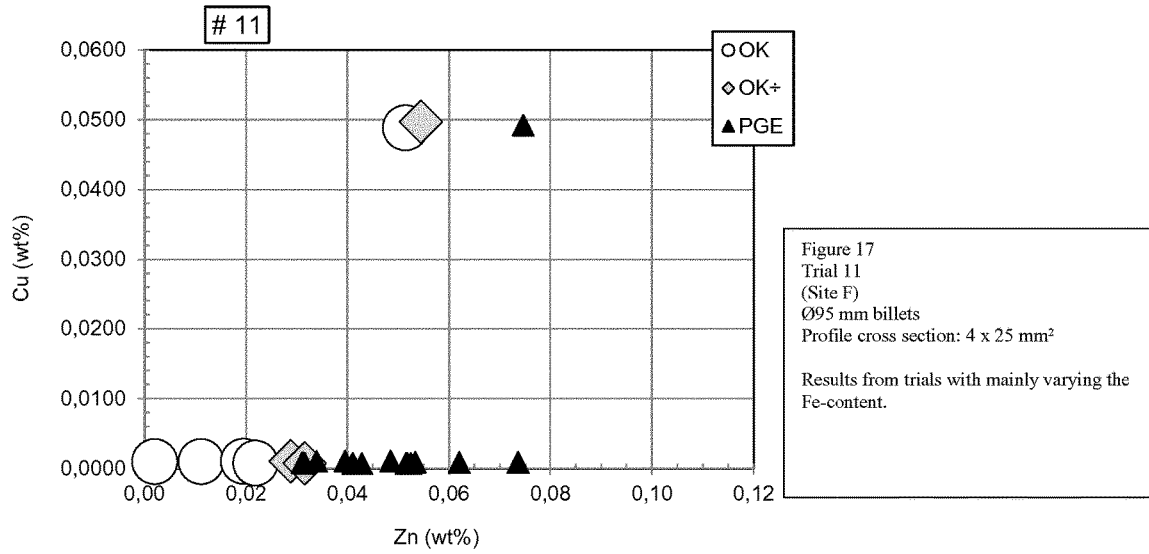 # 11
0,0600
0,0500
0,0400
0,0300
0,0200
0,0100
0,0000
Cu (wt%)
0,00 0,02 0,04 0,06 0,08 0,10 0,12
Zn (wt%)
OK
OK÷
PGE
Figure 17
Trial 11
(Site F)
Ø95 mm billets
Profile cross section: 4 x 25 mm²
Results from trials with mainly varying the
Fe-content.